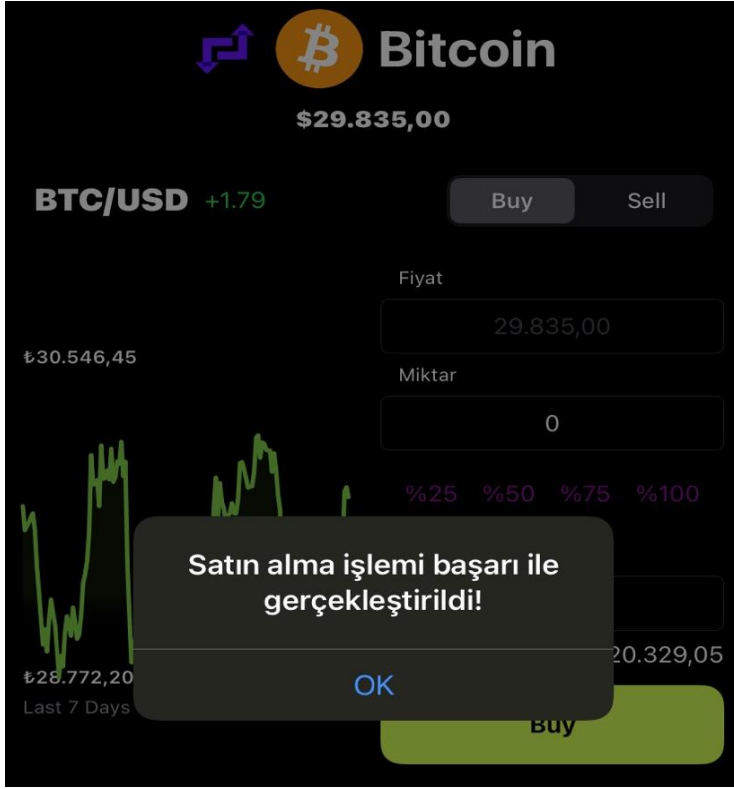 Bitcoin
$29.835,00
BTC/USD +1.79
Buy Sell
Fiyat
29.835,00
₺30.546,45
Miktar
0
%25 %50 %75 %100
Satın alma işlemi başarı ile
gerçekleştirildi!
20.329,05
₺28.772,20
OK
Last 7 Days
Buy